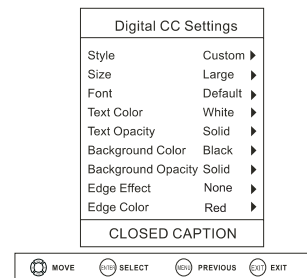 Digital CC Settings
Style Custom
Size Large
Font Default
Text Color White
Text Opacity Solid
Background Color Black
Background Opacity Solid
Edge Effect None
Edge Color Red
CLOSED CAPTION
MOVE ENTER SELECT MENU PREVIOUS EXIT EXIT